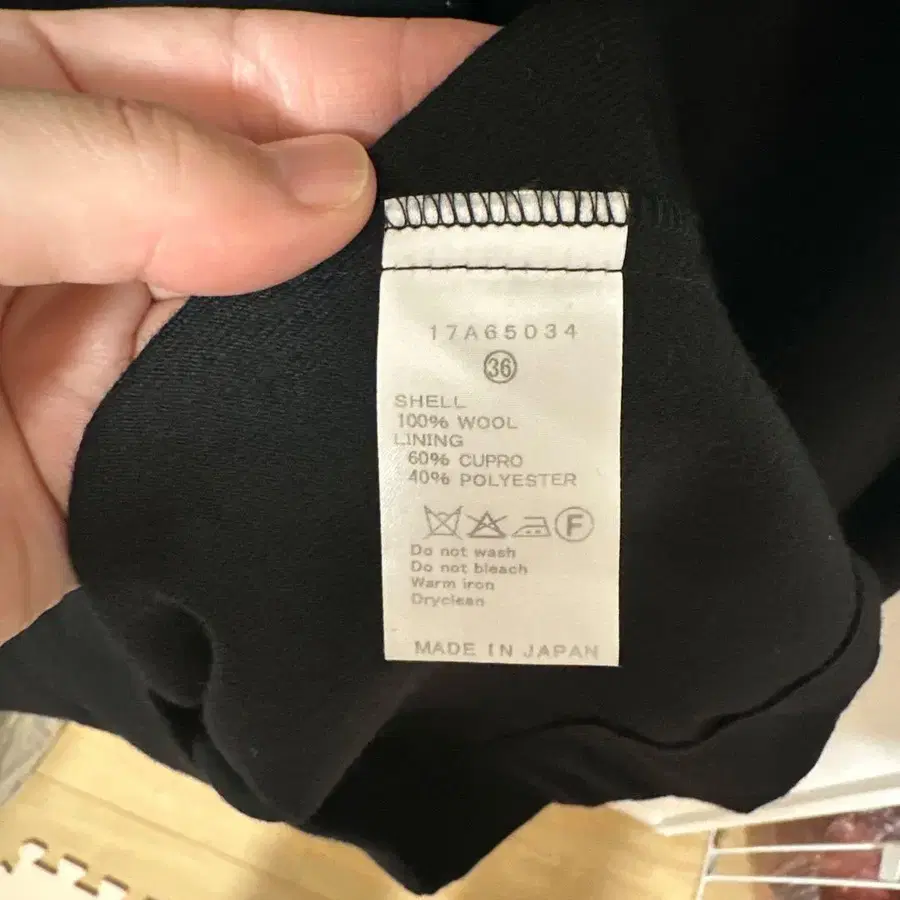 17A65034
36
SHELL
100% WOOL
LINING
60% CUPRO
40% POLYESTER
F
Do not wash
Do not bleach
Warm iron
Dryclean
MADE IN JAPAN